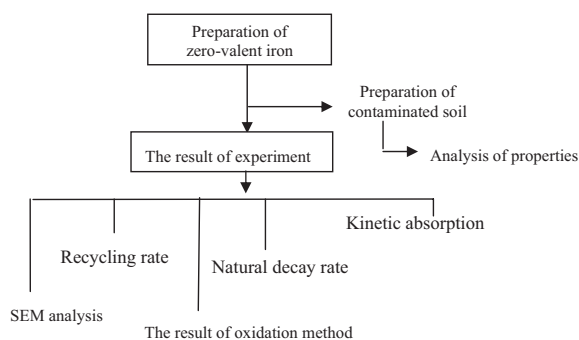 Preparation of
zero-valent iron
Preparation of
contaminated soil
The result of experiment
Analysis of properties
Kinetic absorption
Recycling rate
Natural decay rate
SEM analysis
The result of oxidation method